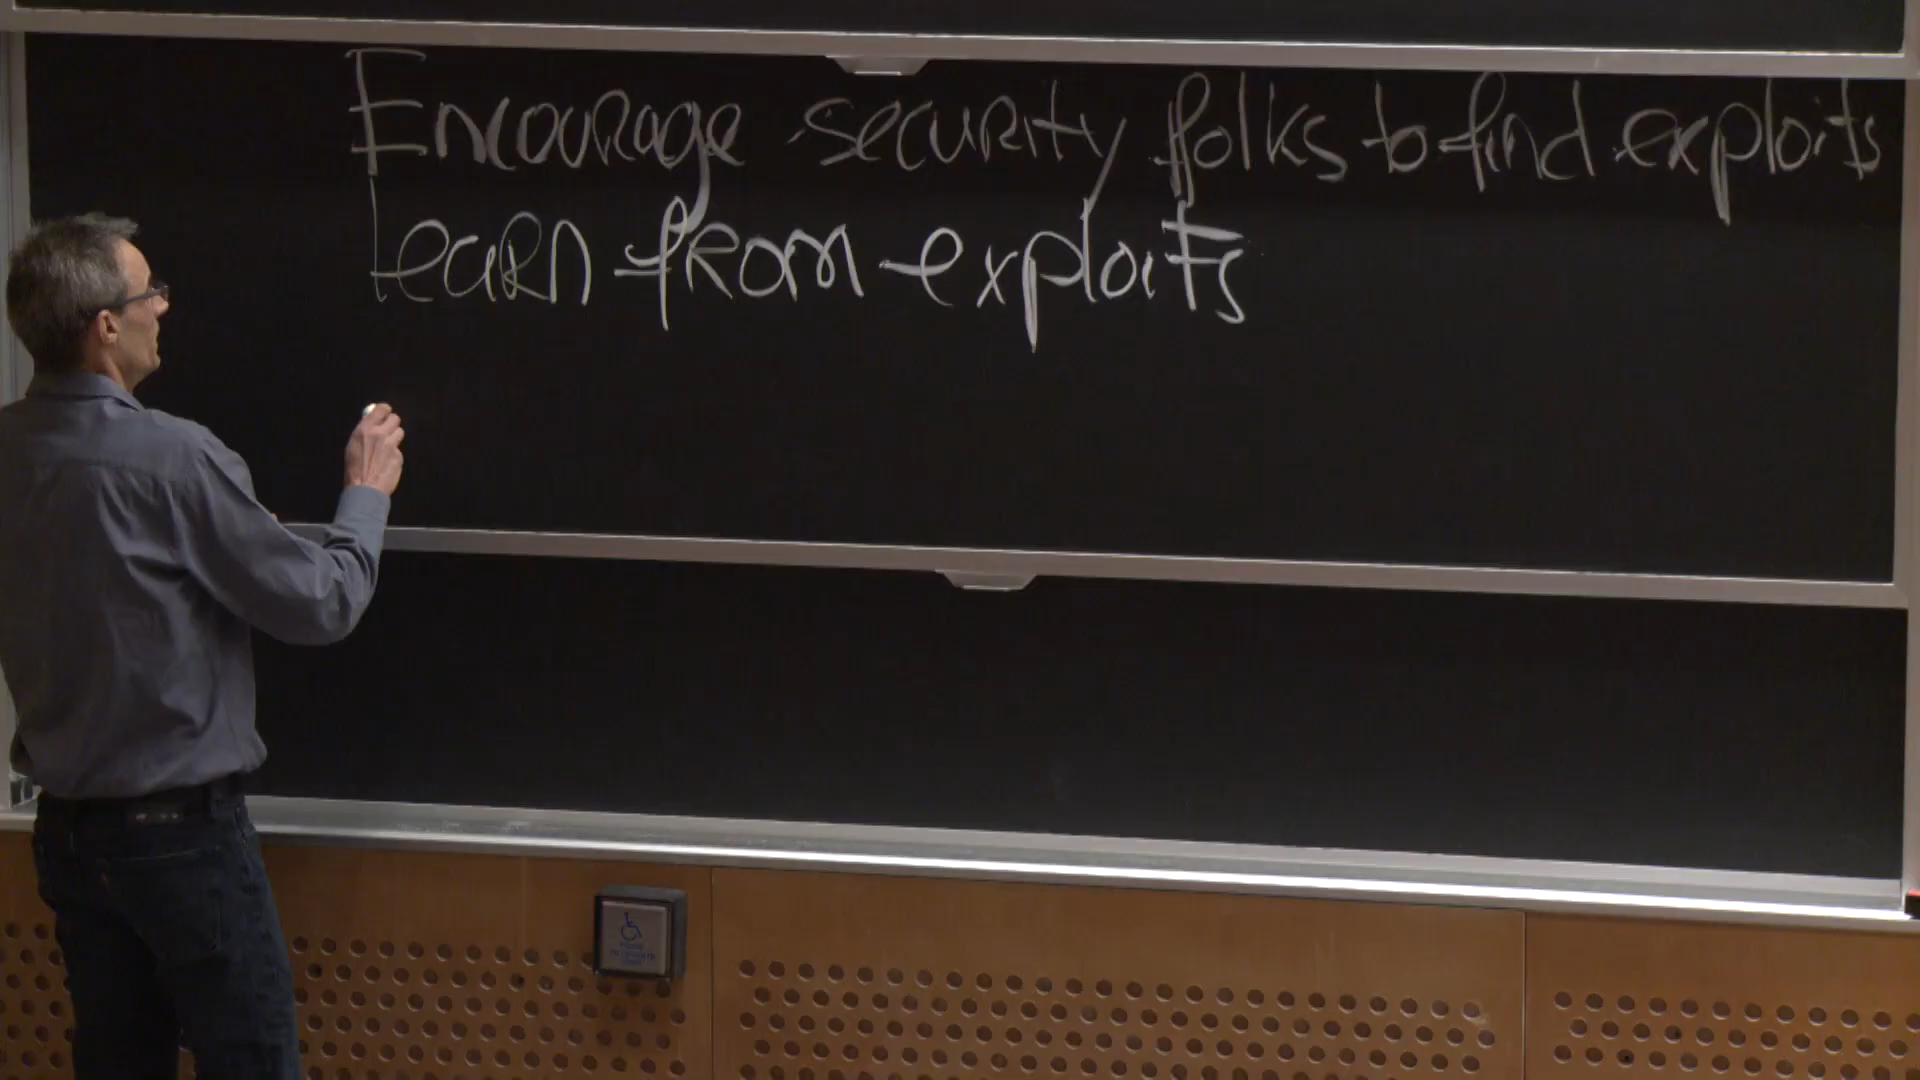 Encourage security folks to find exploits
Learn from exploits